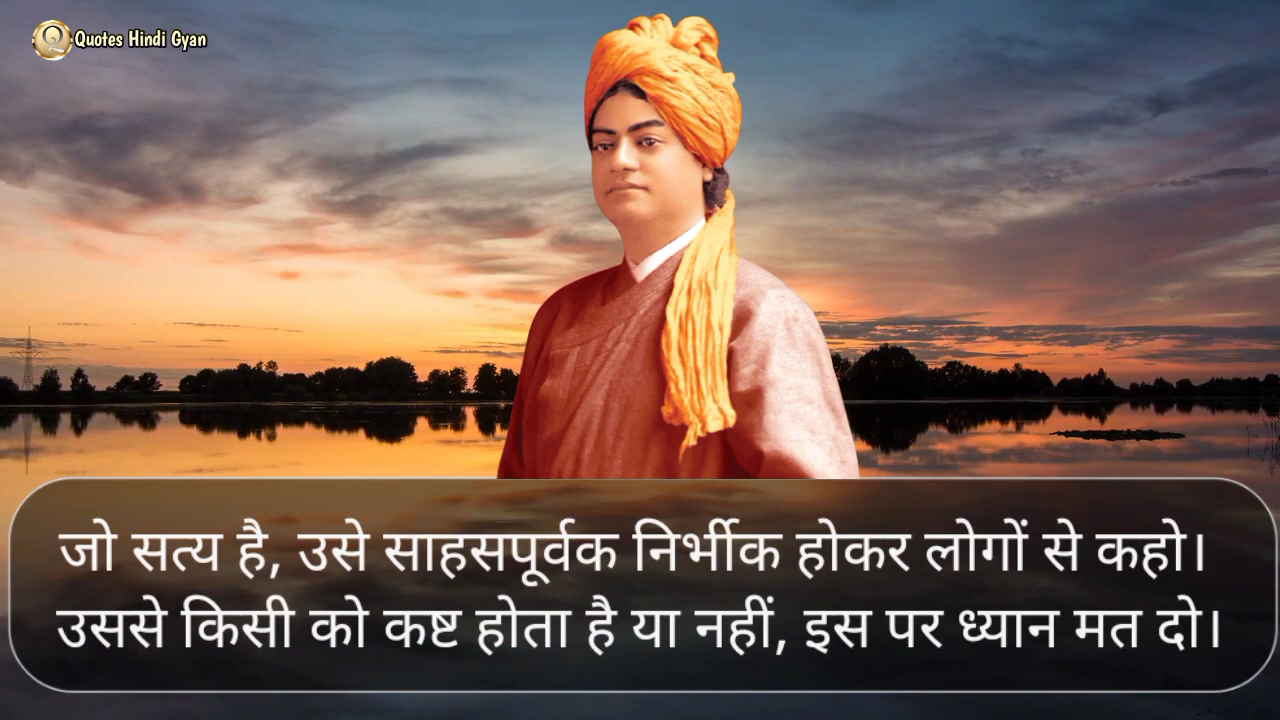 Quotes Hindi Gyan
जो सत्य है, उसे साहसपूर्वक निर्भीक होकर लोगों से कहो।
उससे किसी को कष्ट होता है या नहीं, इस पर ध्यान मत दो।